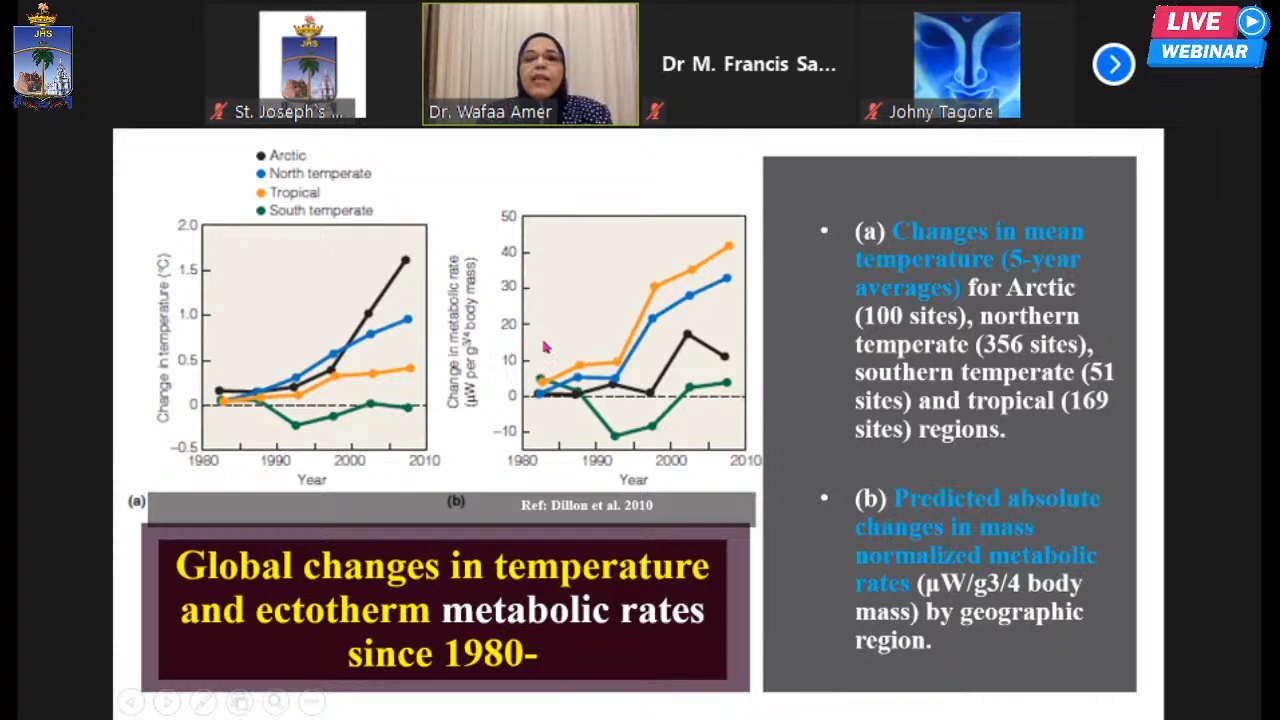 JHS
JHS
LIVE
WEBINAR
St. Joseph's ...
Dr. Wafaa Amer
Dr M. Francis Sa...
Johny Tagore
Arctic
North temperate
Tropical
South temperate
Change in temperature (°C)
2.0
1.5
1.0
0.5
0
-0.5
1980 1990 2000 2010
Year
(a)
Change in metabolic rate
(µW per g3/4 body mass)
50
40
30
20
10
0
-10
1980 1990 2000 2010
Year
(b)
Ref: Dillon et al. 2010
Global changes in temperature
and ectotherm metabolic rates
since 1980-
• (a) Changes in mean
temperature (5-year
averages) for Arctic
(100 sites), northern
temperate (356 sites),
southern temperate (51
sites) and tropical (169
sites) regions.
• (b) Predicted absolute
changes in mass
normalized metabolic
rates (µW/g3/4 body
mass) by geographic
region.